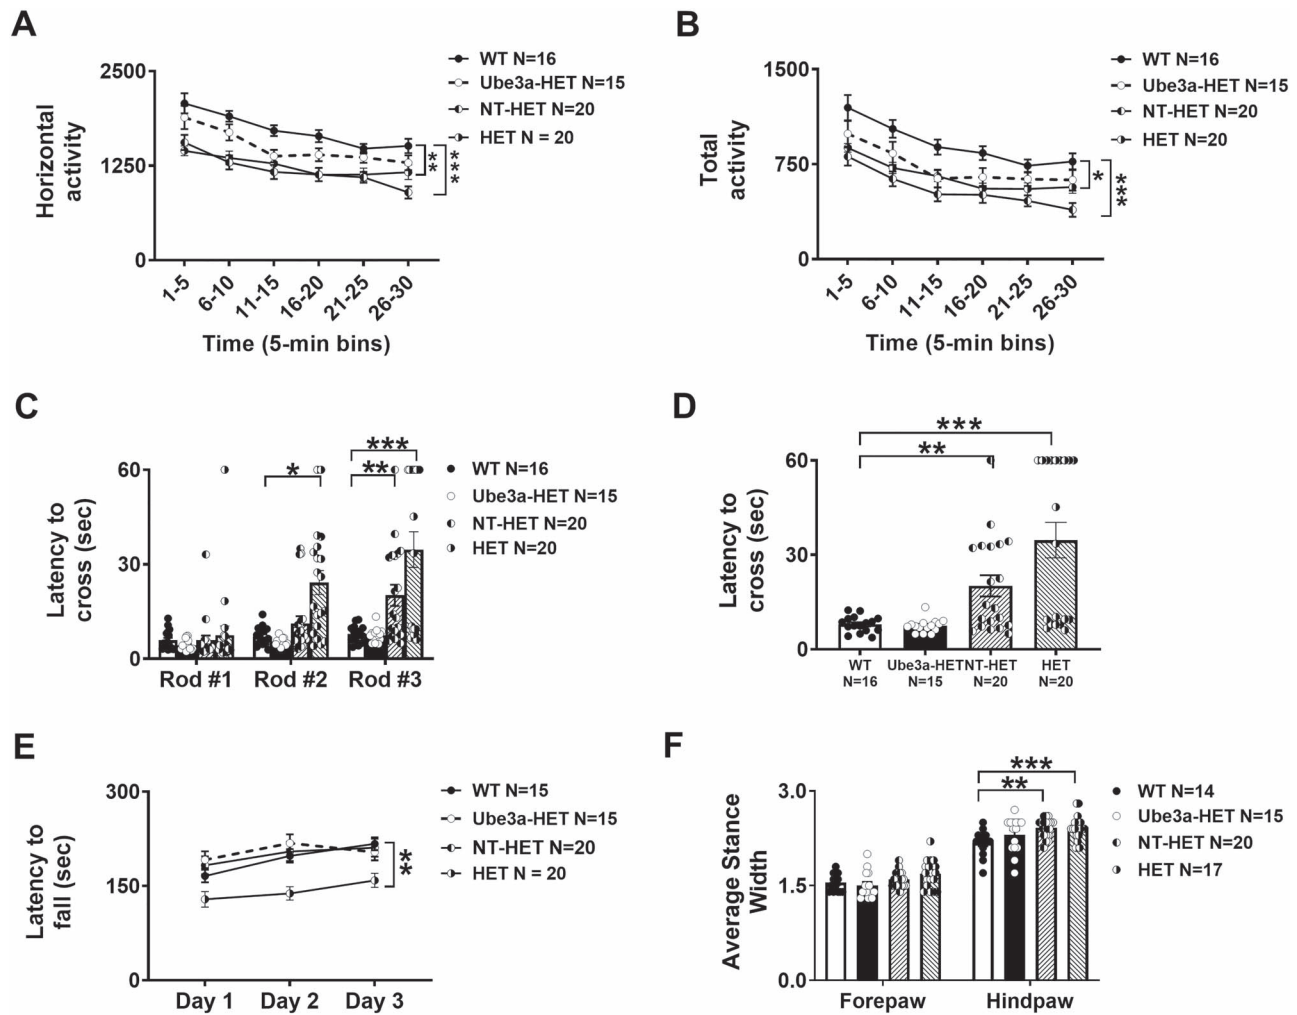 A
WT N=16
Ube3a-HET N=15
NT-HET N=20
HET N = 20
Horizontal
activity
2500
1250
0
**
***
1-5
6-10
11-15
16-20
21-25
26-30
Time (5-min bins)
B
WT N=16
Ube3a-HET N=15
NT-HET N=20
HET N=20
Total
activity
1500
750
0
*
***
1-5
6-10
11-15
16-20
21-25
26-30
Time (5-min bins)
C
Latency to
cross (sec)
60
30
0
*
***
**
WT N=16
Ube3a-HET N=15
NT-HET N=20
HET N=20
Rod #1
Rod #2
Rod #3
D
Latency to
cross (sec)
60
30
0
***
**
WT
N=16
Ube3a-HET
N=15
NT-HET
N=20
HET
N=20
E
Latency to
fall (sec)
300
150
0
**
WT N=15
Ube3a-HET N=15
NT-HET N=20
HET N = 20
Day 1
Day 2
Day 3
F
Average Stance
Width
3.0
1.5
0.0
***
**
WT N=14
Ube3a-HET N=15
NT-HET N=20
HET N=17
Forepaw
Hindpaw